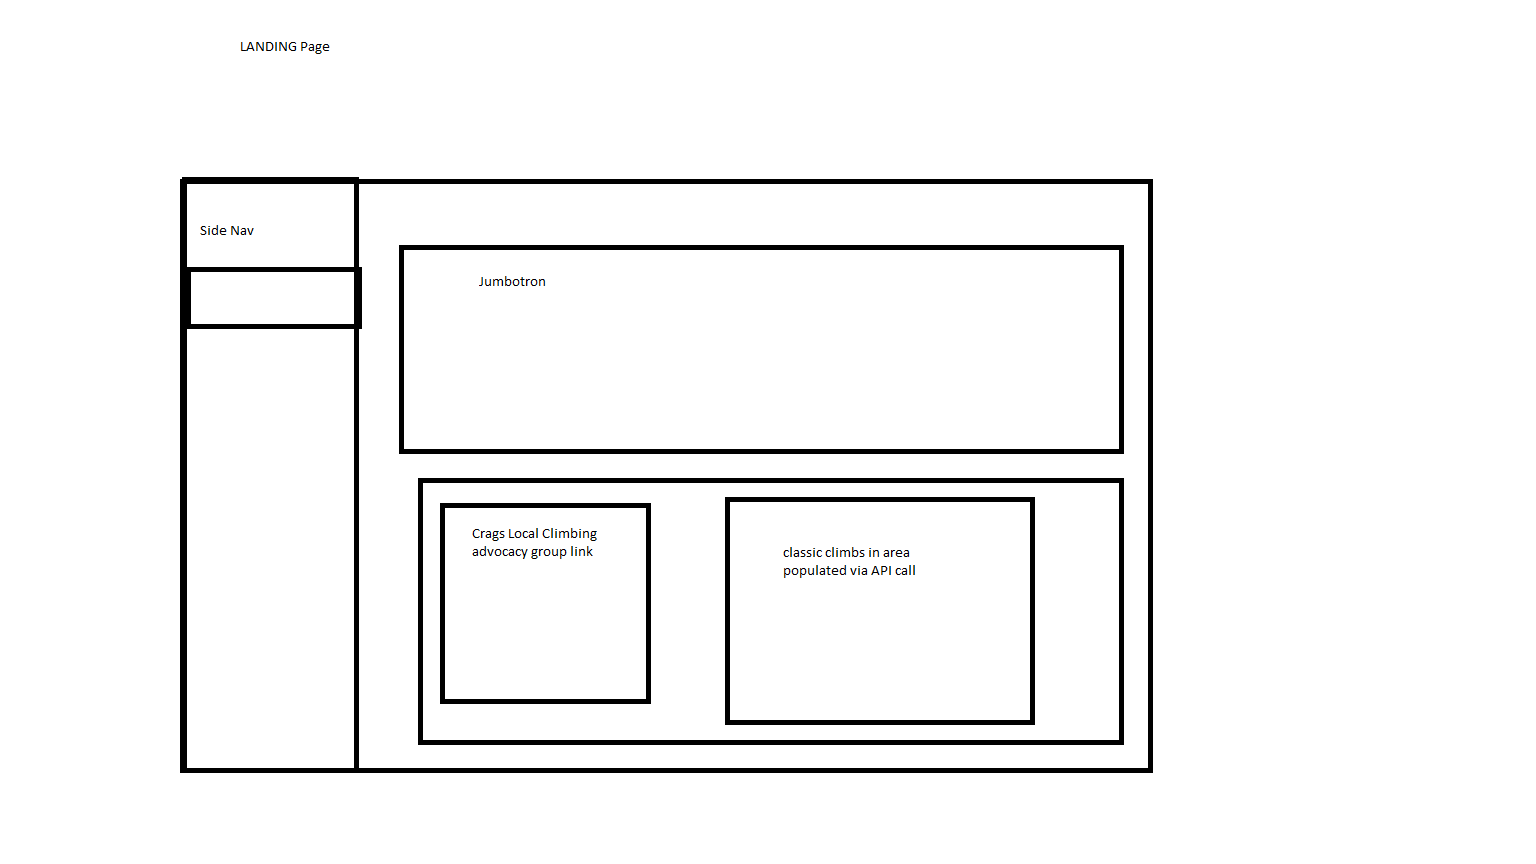 LANDING Page
Side Nav
Jumbotron
Crags Local Climbing
advocacy group link
classic climbs in area
populated via API call